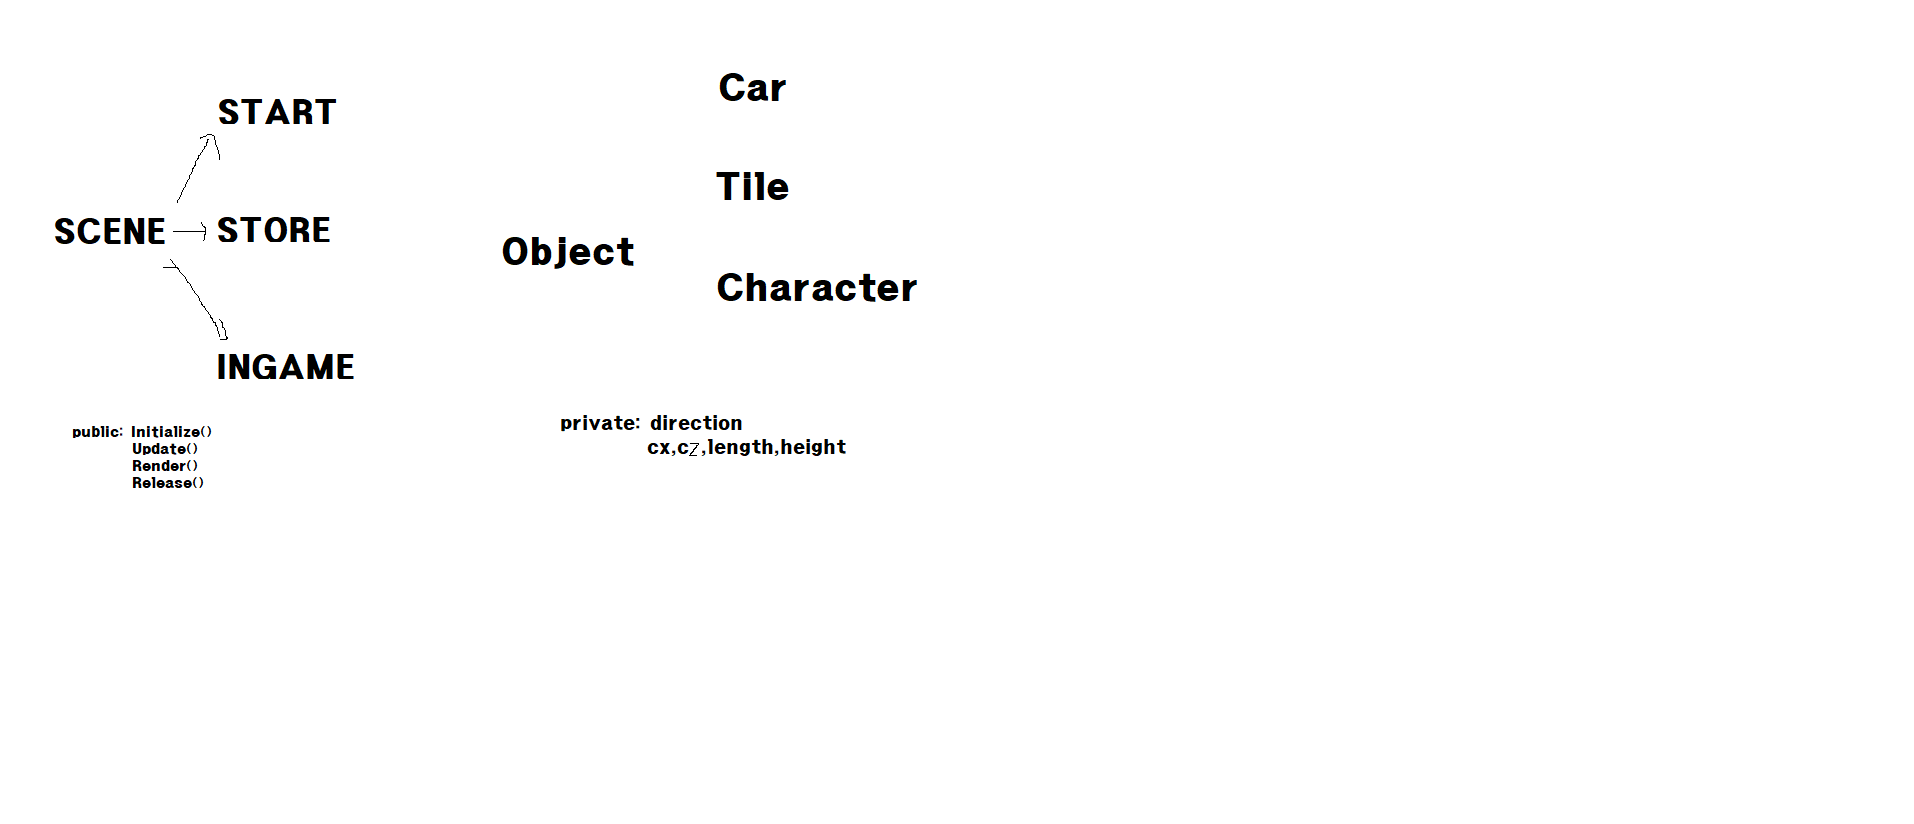 START
SCENE
STORE
INGAME
public: Initialize()
Update()
Render()
Release()
Car
Tile
Object
Character
private: direction
cx,cz,length,height